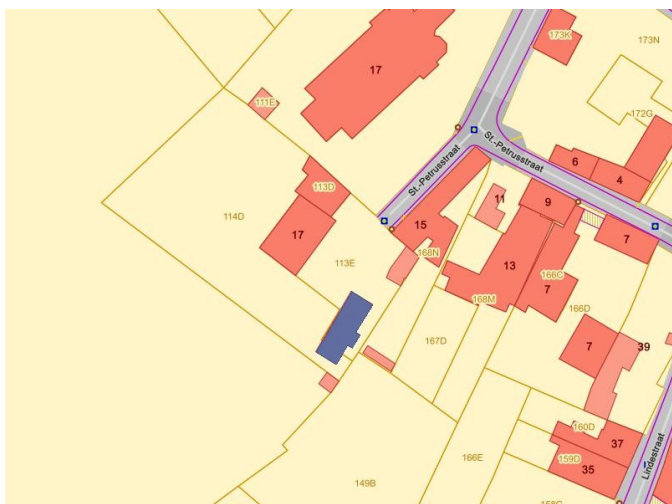 173K
173N
17
111E
172G
St.-Petrusstraat
St.-Petrusstraat
6
4
113D
11
9
114D
17
15
7
113E
168N
13
166C
168M
7
166D
167D
7
39
160D
37
Lindestraat
159D
166E
35
149B
158G